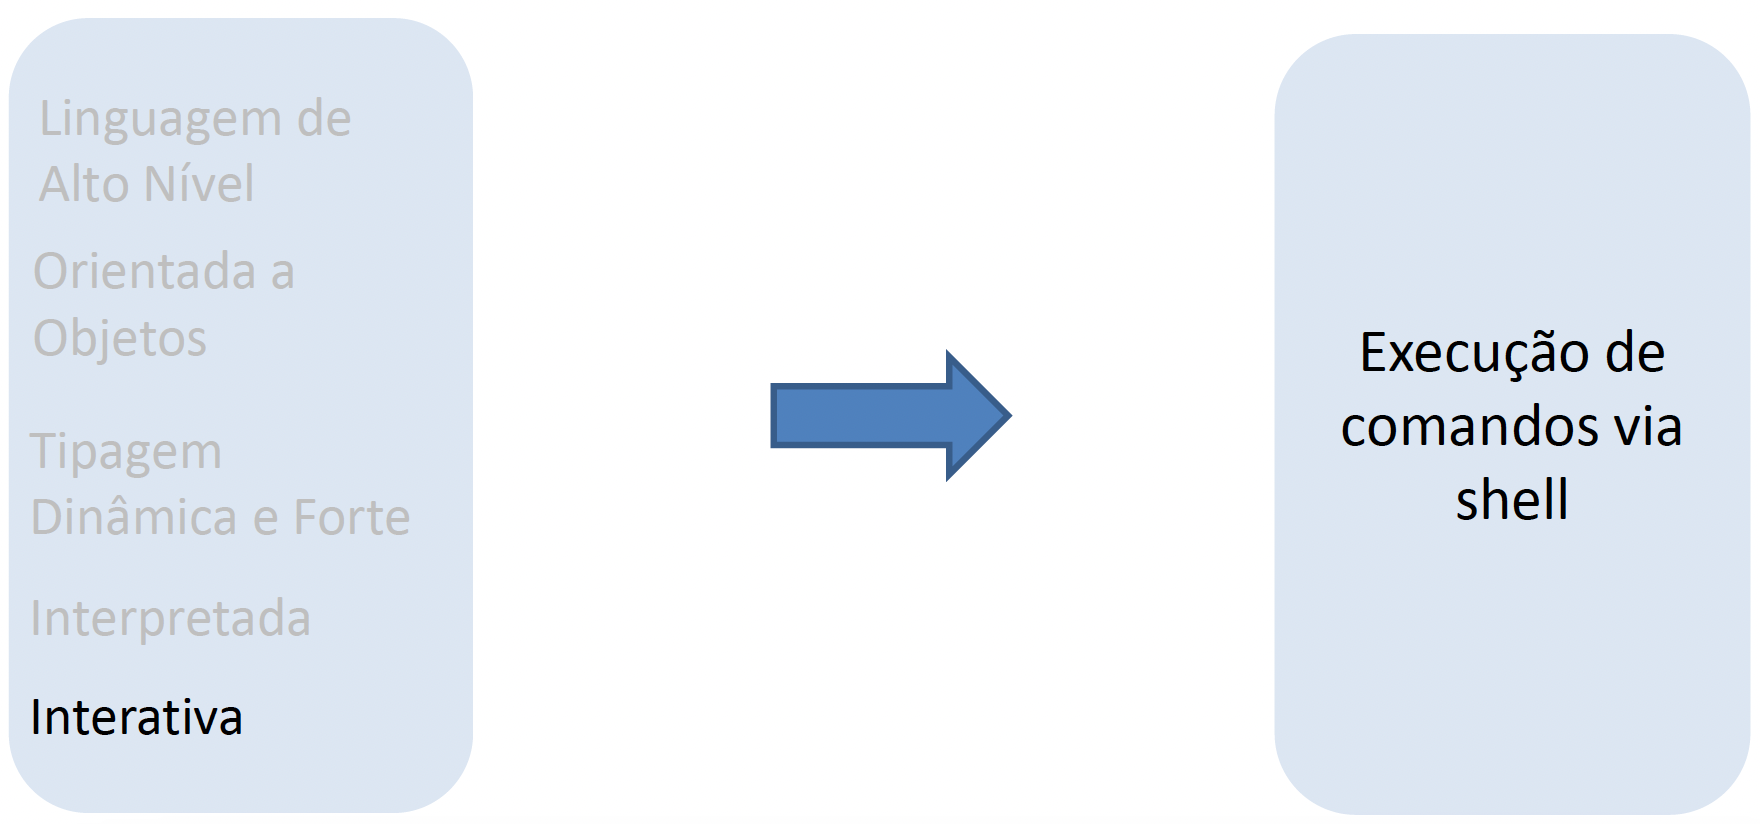 Linguagem de
Alto Nível
Orientada a
Objetos
Tipagem
Dinâmica e Forte
Interpretada
Interativa
Execução de
comandos via
shell